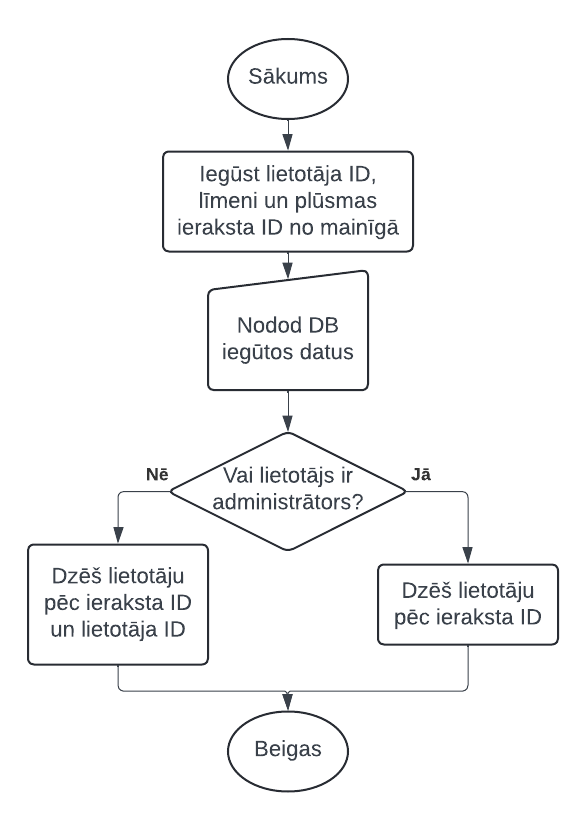 Sākums
Iegūst lietotāja ID,
līmeni un plūsmas
ieraksta ID no mainīgā
Nodod DB
iegūtos datus
Vai lietotājs ir
administrātors?
Nē
Jā
Dzēš lietotāju
pēc ieraksta ID
un lietotāja ID
Dzēš lietotāju
pēc ieraksta ID
Beigas